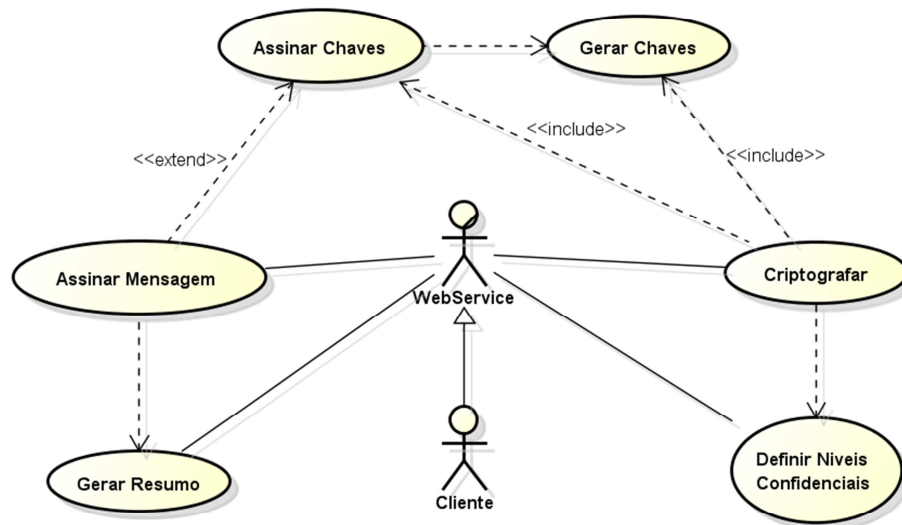 Assinar Chaves
Gerar Chaves
<<include>>
<<extend>>
<<include>>
Assinar Mensagem
WebService
Criptografar
Gerar Resumo
Cliente
Definir Niveis
Confidenciais